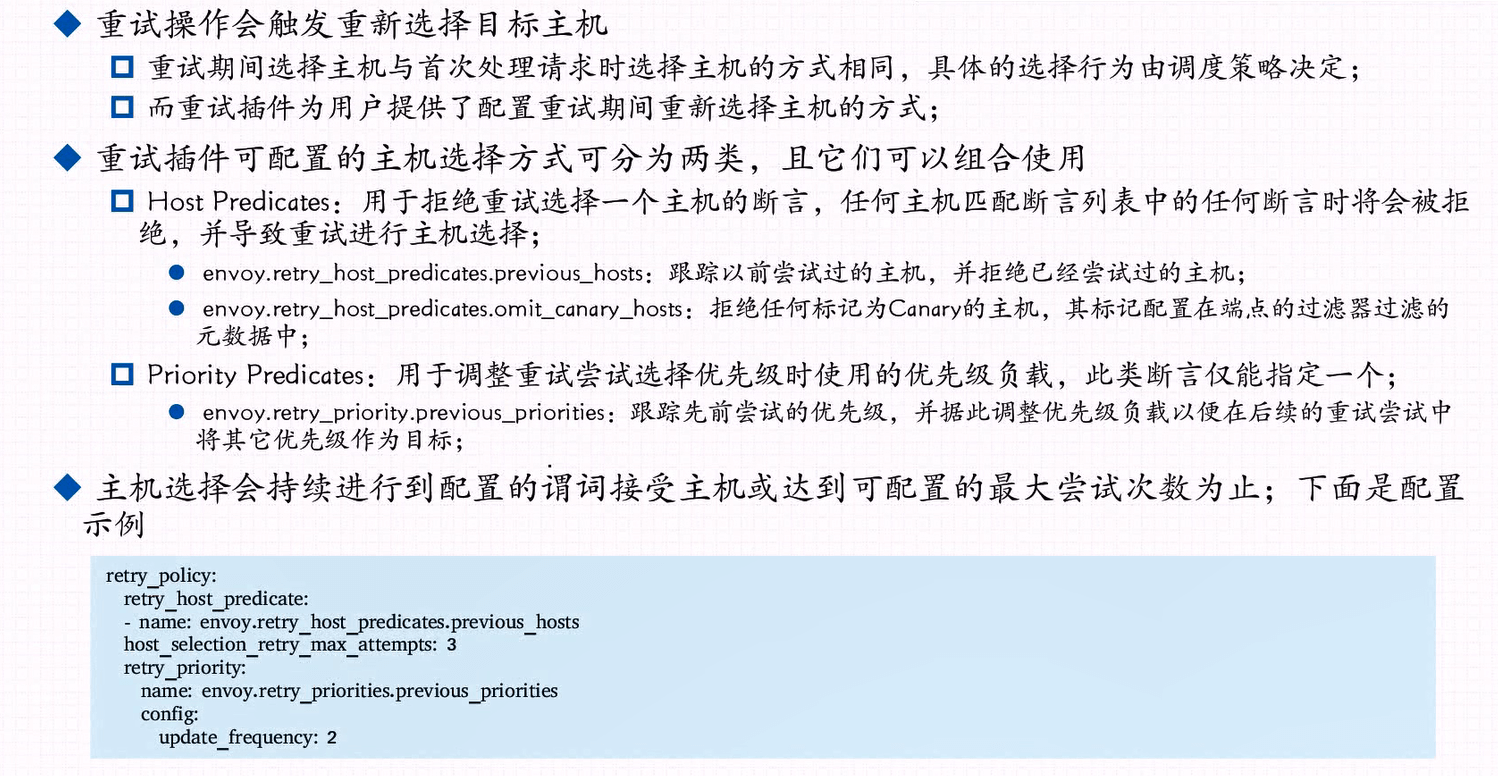 重试操作会触发重新选择目标主机
重试期间选择主机与首次处理请求时选择主机的方式相同，具体的选择行为由调度策略决定；
而重试插件为用户提供了配置重试期间重新选择主机的方式；
重试插件可配置的主机选择方式可分为两类，且它们可以组合使用
Host Predicates：用于拒绝重试选择一个主机的断言，任何主机匹配断言列表中的任何断言时将会被拒
绝，并导致重试进行主机选择；
envoy.retry_host_predicates.previous_hosts：跟踪以前尝试过的主机，并拒绝已经尝试过的主机；
envoy.retry_host_predicates.omit_canary_hosts：拒绝任何标记为Canary的主机，其标记配置在端点的过滤器过滤的
元数据中；
Priority Predicates：用于调整重试尝试选择优先级时使用的优先级负载，此类断言仅能指定一个；
envoy.retry_priority.previous_priorities：跟踪先前尝试的优先级，并据此调整优先级负载以便在后续的重试尝试中
将其它优先级作为目标；
主机选择会持续进行到配置的谓词接受主机或达到可配置的最大尝试次数为止；下面是配置
示例
retry_policy:
retry_host_predicate:
- name: envoy.retry_host_predicates.previous_hosts
host_selection_retry_max_attempts: 3
retry_priority:
name: envoy.retry_priorities.previous_priorities
config:
update_frequency: 2